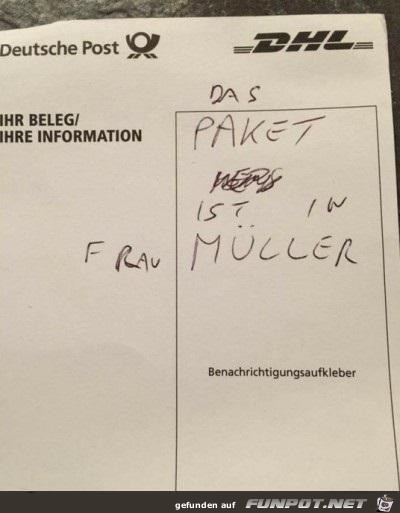 Deutsche Post
DHL
IHR BELEG/
IHRE INFORMATION
DAS
PAKET
IST IN
FRAU MÜLLER
Benachrichtigungsaufkleber
gefunden auf FUNPOT.NET